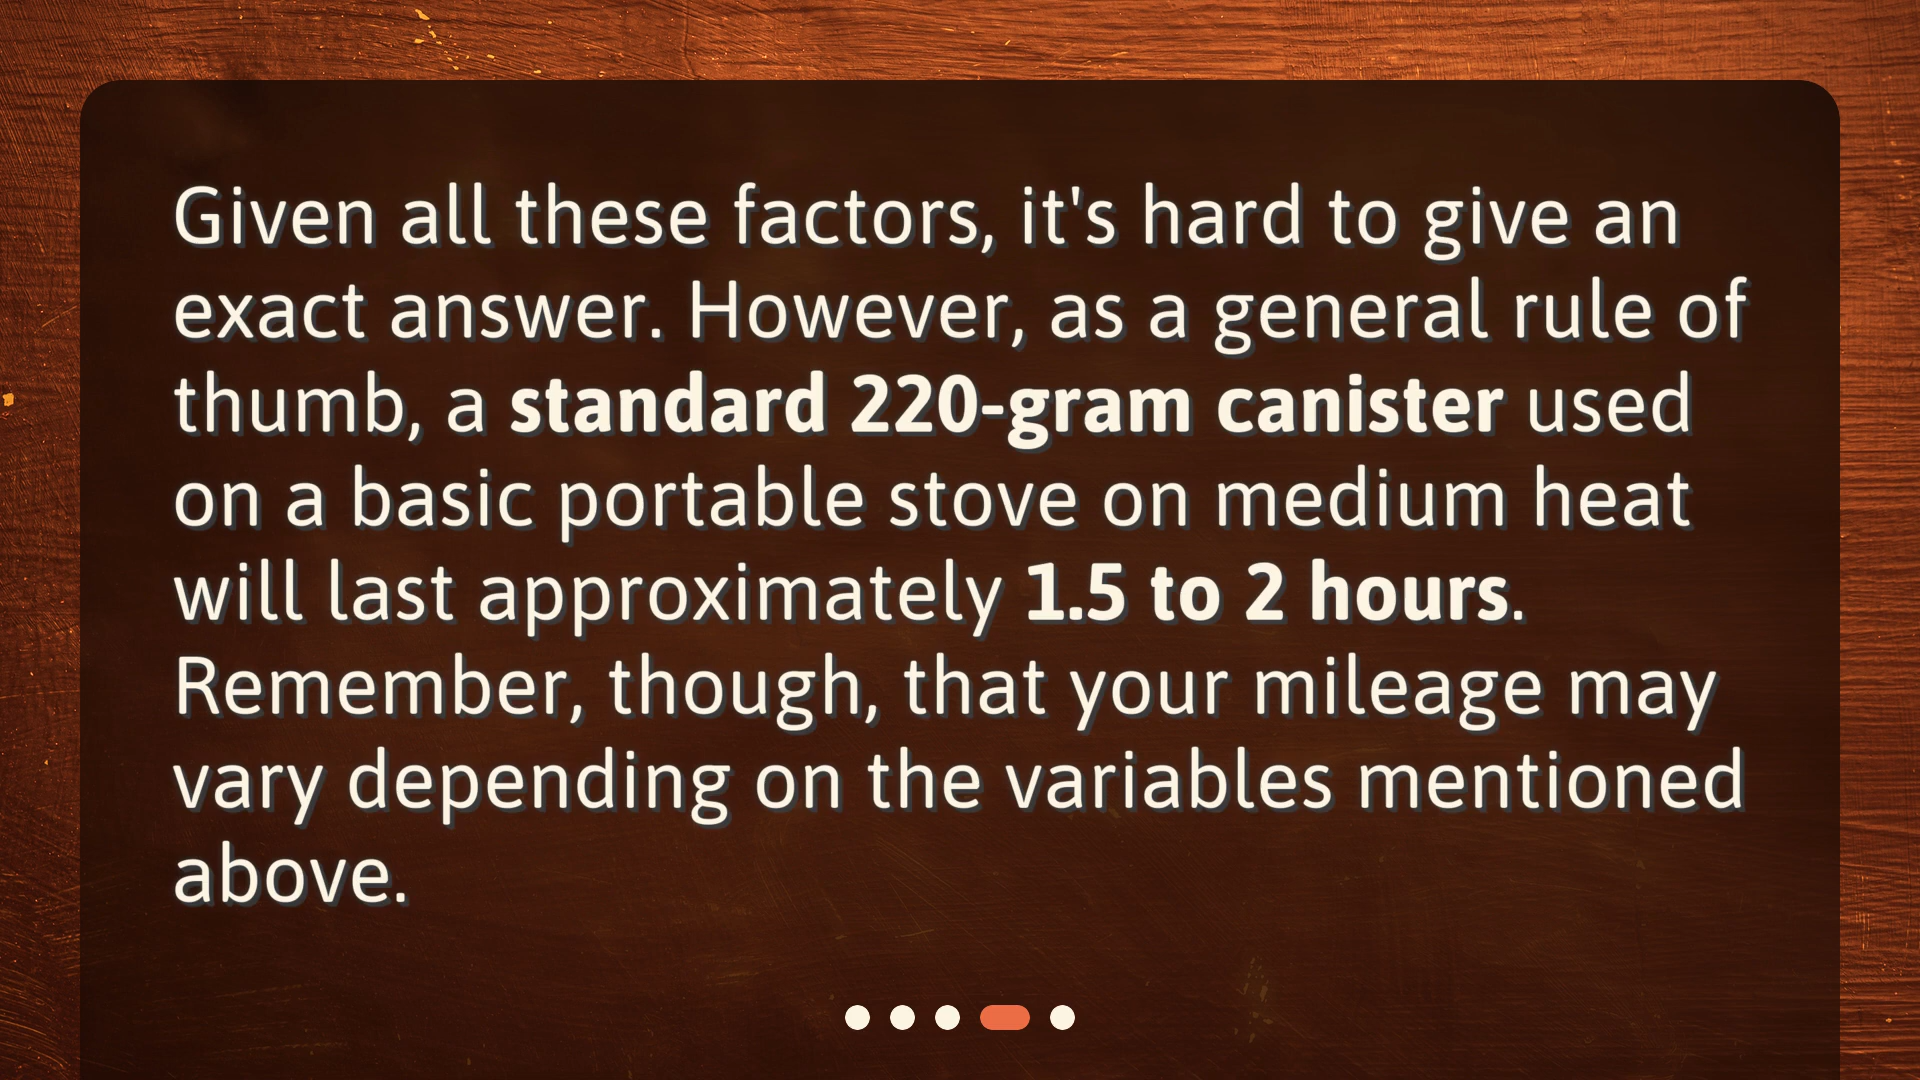 Given all these factors, it's hard to give an
exact answer. However, as a general rule of
thumb, a standard 220-gram canister used
on a basic portable stove on medium heat
will last approximately 1.5 to 2 hours.
Remember, though, that your mileage may
vary depending on the variables mentioned
above.